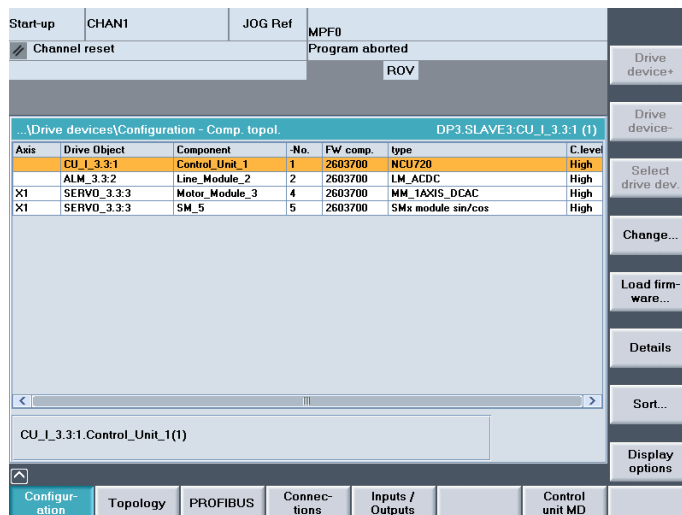 Start-up CHAN1 JOG Ref MPF0
Channel reset Program aborted
ROV
...\Drive devices\Configuration - Comp. topol. DP3.SLAVE3:CU_I_3.3:1 (1)
Axis Drive Object Component -No. FW comp. type C.level
CU_I_3.3:1 Control_Unit_1 1 2603700 NCU720 High
ALM_3.3:2 Line_Module_2 2 2603700 LM_ACDC High
X1 SERVO_3.3:3 Motor_Module_3 4 2603700 MM_1AXIS_DCAC High
X1 SERVO_3.3:3 SM_5 5 2603700 SMx module sin/cos High
CU_I_3.3:1.Control_Unit_1(1)
Drive
device+
Drive
device-
Select
drive dev.
Change...
Load firm-
ware...
Details
Sort...
Display
options
Configur-
ation
Topology
PROFIBUS
Connec-
tions
Inputs /
Outputs
Control
unit MD